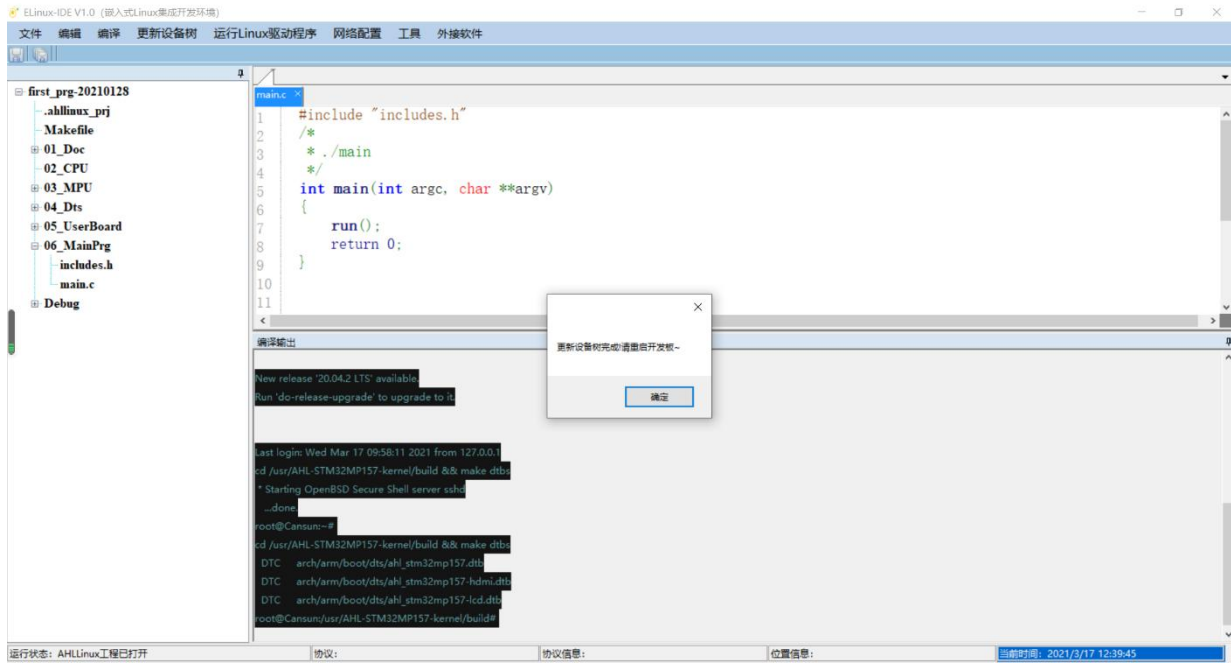 ELinux-IDE V1.0 (嵌入式Linux集成开发环境)
文件 编辑 编译 更新设备树 运行Linux驱动程序 网络配置 工具 外接软件
first_prg-20210128
.ahllinux_prj
Makefile
01_Doc
02_CPU
03_MPU
04_Dts
05_UserBoard
06_MainPrg
includes.h
main.c
Debug
main.c
1 #include "includes.h"
2 /*
3 * ./main
4 */
5 int main(int argc, char **argv)
6 {
7 run();
8 return 0;
9 }
10
11
更新设备树完成!请重启开发板~
确定
编译输出
New release '20.04.2 LTS' available.
Run 'do-release-upgrade' to upgrade to it.
Last login: Wed Mar 17 09:58:11 2021 from 127.0.0.1
cd /usr/AHL-STM32MP157-kernel/build && make dtbs
* Starting OpenBSD Secure Shell server sshd
...done.
root@Cansun:~#
cd /usr/AHL-STM32MP157-kernel/build && make dtbs
DTC arch/arm/boot/dts/ahl_stm32mp157.dtb
DTC arch/arm/boot/dts/ahl_stm32mp157-hdmi.dtb
DTC arch/arm/boot/dts/ahl_stm32mp157-lcd.dtb
root@Cansun:/usr/AHL-STM32MP157-kernel/build#
运行状态: AHLLinux工程已打开 协议: 协议信息: 位置信息: 当前时间: 2021/3/17 12:39:45